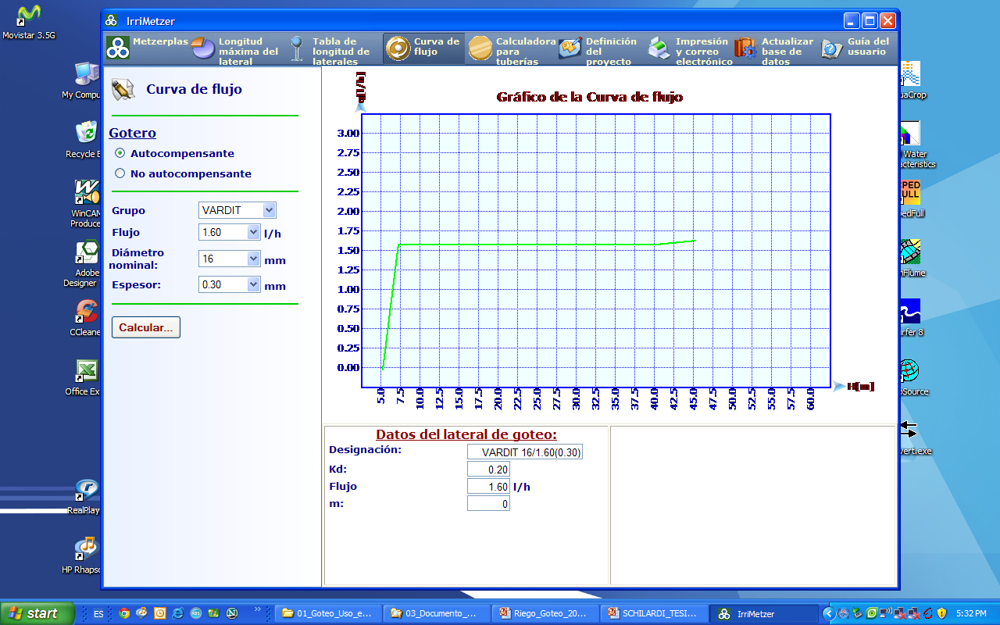 Movistar 3.5G
My Compu
Recycle B
WinCAM
Produce
Adobe
Designer
CCleane
Office Ex
RealPlay
HP Rhaps
IrriMetzer
Metzerplas
Longitud
máxima del
lateral
Tabla de
longitud de
laterales
Curva de
flujo
Calculadora
para
tuberías
Definición
del
proyecto
Impresión
y correo
electrónico
Actualizar
base de
datos
Guía del
usuario
Curva de flujo
Gotero
Autocompensante
No autocompensante
Grupo VARDIT
Flujo 1.60 l/h
Diámetro
nominal: 16 mm
Espesor: 0.30 mm
Calcular...
q[l/h]
Gráfico de la Curva de flujo
3.00
2.75
2.50
2.25
2.00
1.75
1.50
1.25
1.00
0.75
0.50
0.25
0.00
5.0 7.5 10.0 12.5 15.0 17.5 20.0 22.5 25.0 27.5 30.0 32.5 35.0 37.5 40.0 42.5 45.0 47.5 50.0 52.5 55.0 57.5 60.0
H[m]
Datos del lateral de goteo:
Designación: VARDIT 16/1.60(0.30)
Kd: 0.20
Flujo 1.60 l/h
m: 0
uaCrop
Water
acteristics
PED
ULL
edFull
nFlume
urfer 8
oSource
vert.exe
start
ES
01_Goteo_Uso_e...
03_Documento_...
Riego_Goteo_20...
SCHILARDI_TESI...
IrriMetzer
5:32 PM